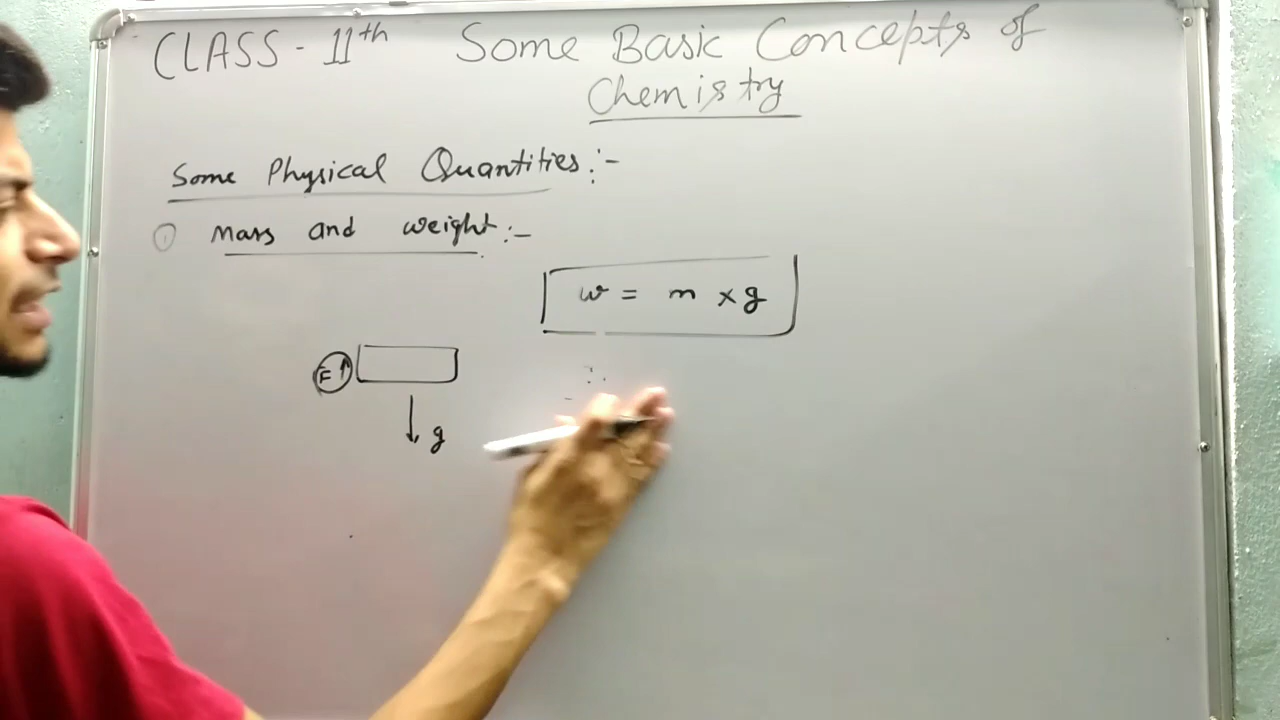 CLASS - 11th Some Basic Concepts of
Chemistry
Some Physical Quantities :-
① Mass and weight :-
w = m × g
F ↑
↓ g